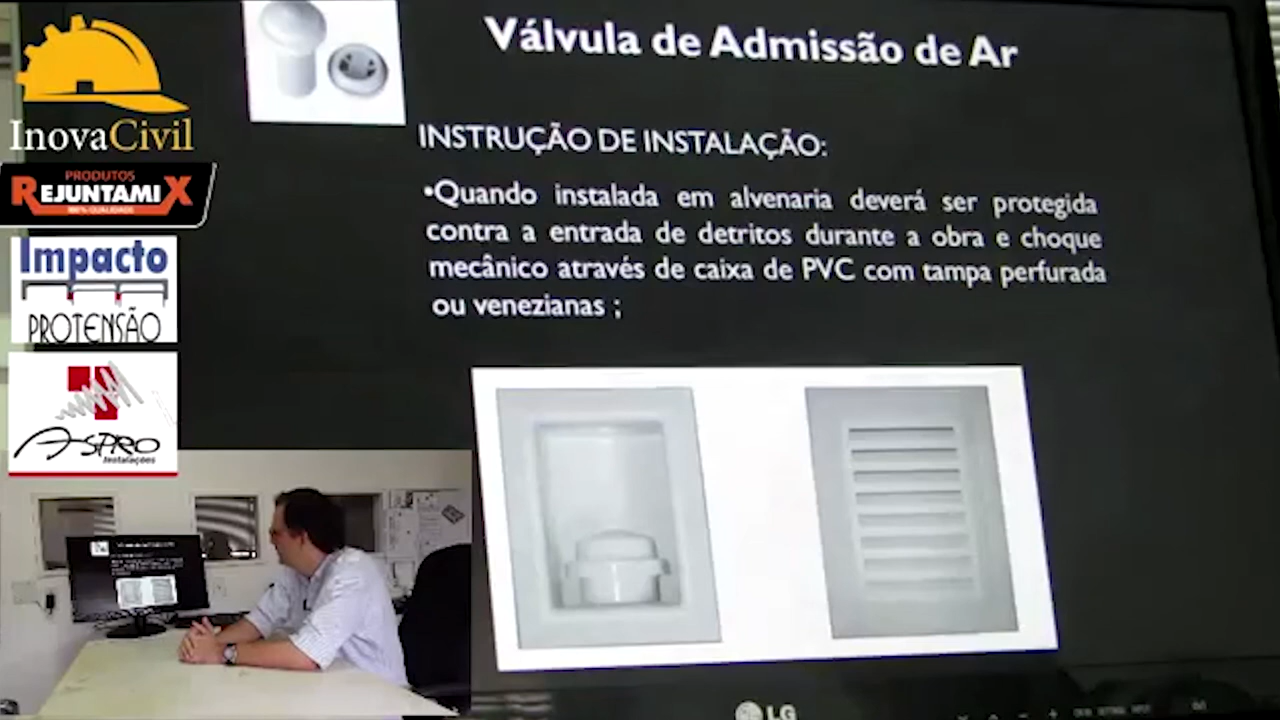 Válvula de Admissão de Ar
InovaCivil
INSTRUÇÃO DE INSTALAÇÃO:
PRODUTOS
REJUNTAMIX
100% QUALIDADE
•Quando instalada em alvenaria deverá ser protegida
contra a entrada de detritos durante a obra e choque
mecânico através de caixa de PVC com tampa perfurada
ou venezianas ;
Impacto
PROTENSÃO
ASPRO
Instalações
LG